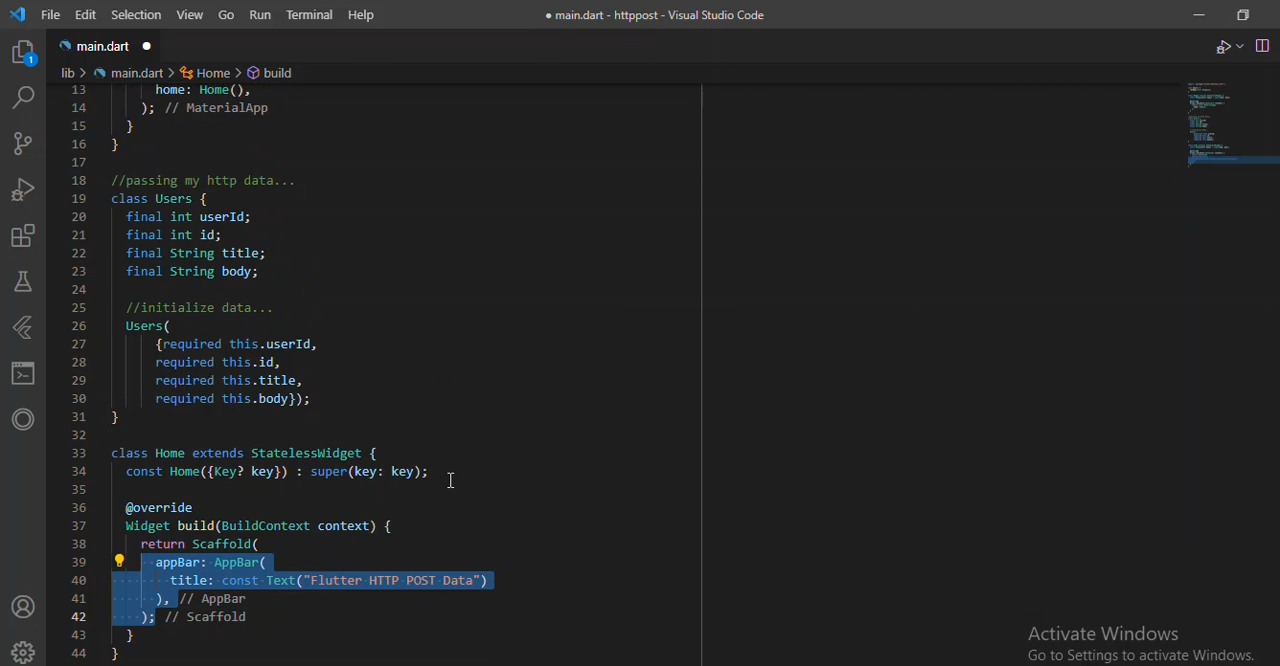 File Edit Selection View Go Run Terminal Help ● main.dart - httppost - Visual Studio Code
1
main.dart ●
lib > main.dart > Home > build
13 home: Home(),
14 ); // MaterialApp
15 }
16 }
17
18 //passing my http data...
19 class Users {
20 final int userId;
21 final int id;
22 final String title;
23 final String body;
24
25 //initialize data...
26 Users(
27 {required this.userId,
28 required this.id,
29 required this.title,
30 required this.body});
31 }
32
33 class Home extends StatelessWidget {
34 const Home({Key? key}) : super(key: key);
35
36 @override
37 Widget build(BuildContext context) {
38 return Scaffold(
39 appBar: AppBar(
40 title: const Text("Flutter HTTP POST Data")
41 ), // AppBar
42 ); // Scaffold
43 }
44 }
Activate Windows
Go to Settings to activate Windows.